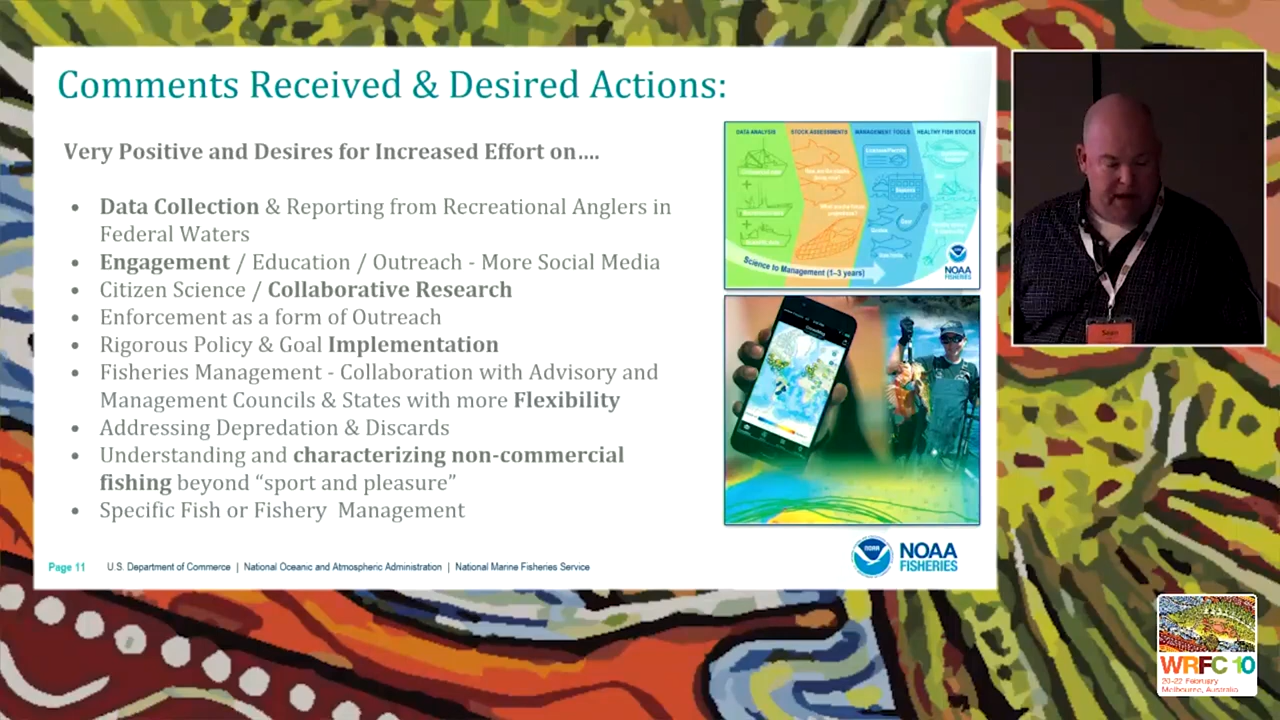 Comments Received & Desired Actions:
Very Positive and Desires for Increased Effort on....
• Data Collection & Reporting from Recreational Anglers in
Federal Waters
• Engagement / Education / Outreach - More Social Media
• Citizen Science / Collaborative Research
• Enforcement as a form of Outreach
• Rigorous Policy & Goal Implementation
• Fisheries Management - Collaboration with Advisory and
Management Councils & States with more Flexibility
• Addressing Depredation & Discards
• Understanding and characterizing non-commercial
fishing beyond “sport and pleasure”
• Specific Fish or Fishery Management
DATA ANALYSIS
STOCK ASSESSMENTS
MANAGEMENT TOOLS
HEALTHY FISH STOCKS
Science to Management (1-3 years)
NOAA
FISHERIES
Page 11
U.S. Department of Commerce | National Oceanic and Atmospheric Administration | National Marine Fisheries Service
NOAA
NOAA
FISHERIES
Sean
WRFC 10
20-22 February
Melbourne, Australia